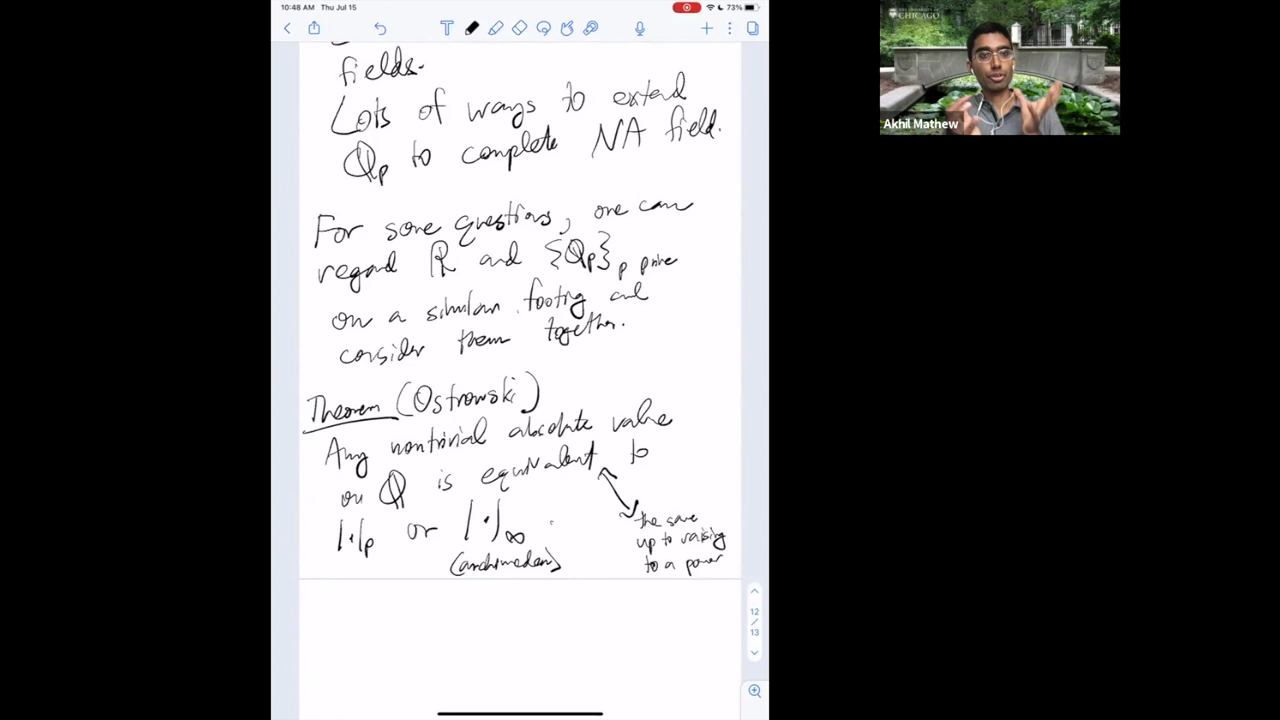 10:48 AM Thu Jul 15
73%
fields.
Lots of ways to extend
ℚp to complete NA field.
For some questions, one can
regard ℝ and {ℚp}p prime
on a similar footing and
consider them together.
Theorem (Ostrowski)
Any nontrivial absolute value
on ℚ is equivalent to
|·|p or |·|∞
(archimedean)
the same
up to raising
to a power
12
/
13
CHICAGO
Akhil Mathew